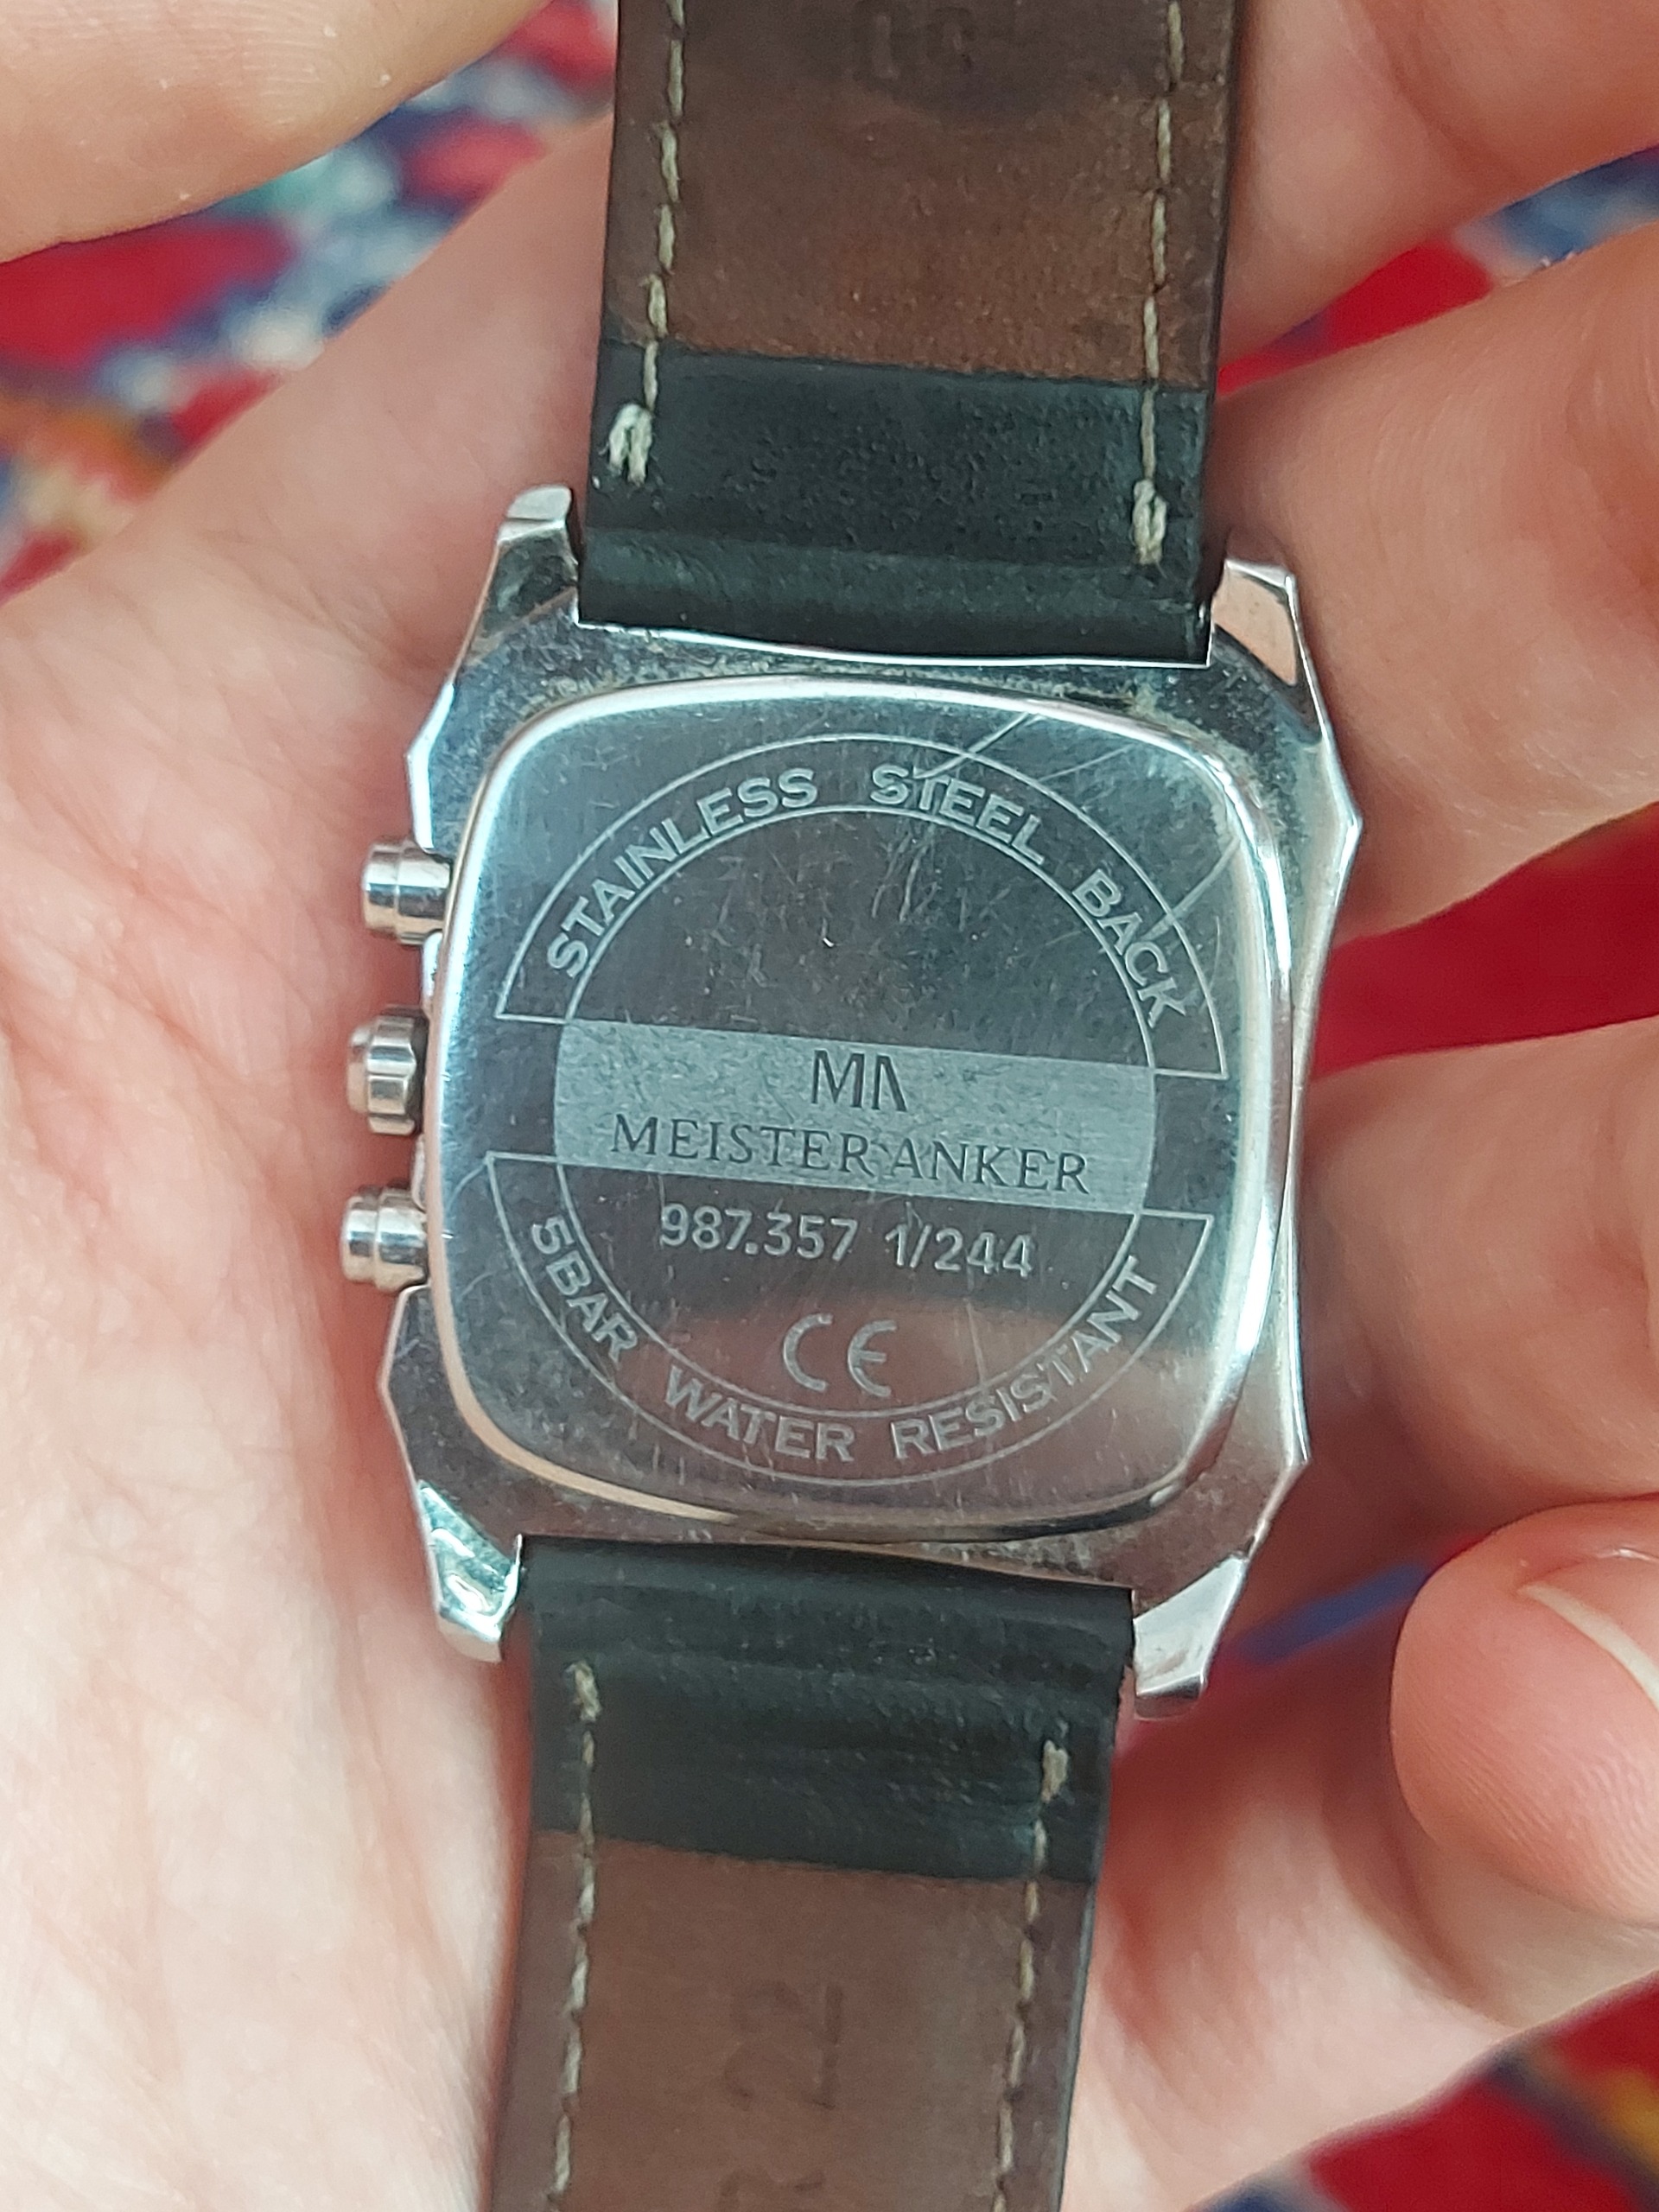 STAINLESS STEEL BACK
MA
MEISTER ANKER
987.357 1/244
CE
5BAR WATER RESISTANT